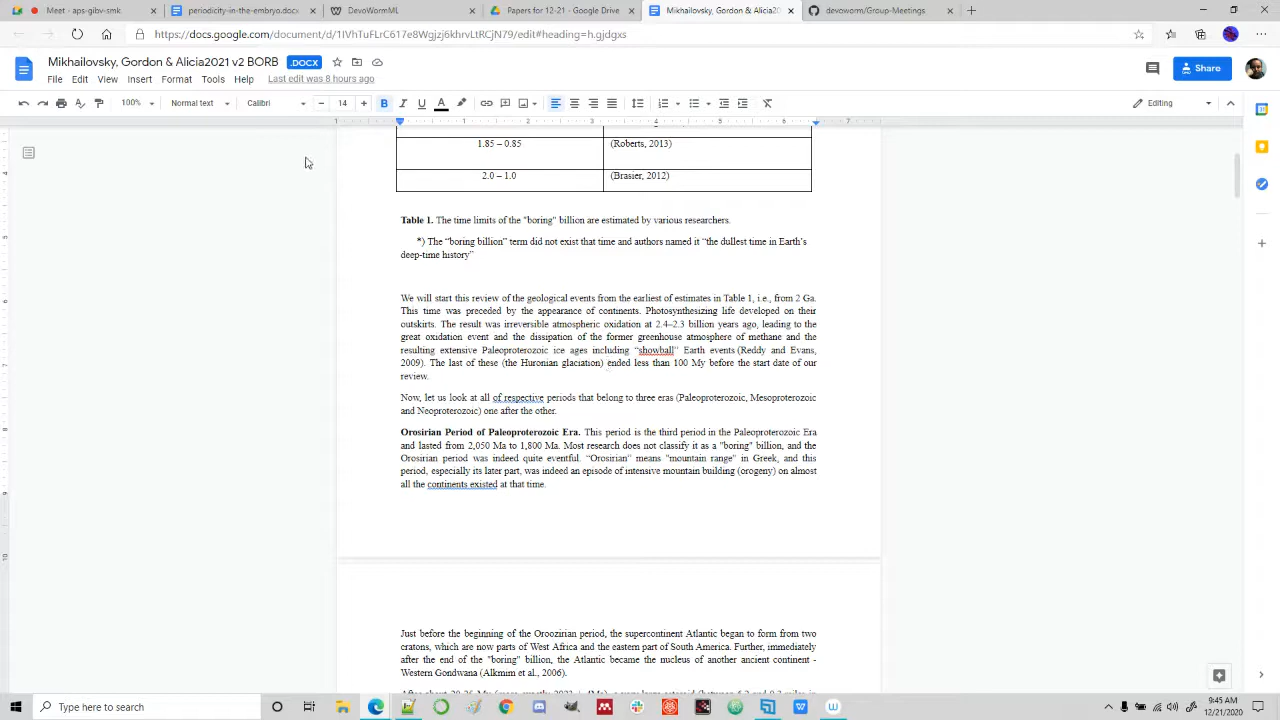 Meet - aps-gibv-smk
periodicity-in-the-embryo.docx
DevoWormML
Papers for 12-21 - Google Drive
Mikhailovsky, Gordon & Alicia20
devoworm/Group-Meetings
https://docs.google.com/document/d/1IVhTuFLrC617e8Wgjzj6khrvLtRCjN79/edit#heading=h.gjdgxs
Mikhailovsky, Gordon & Alicia2021 v2 BORB .DOCX
File Edit View Insert Format Tools Help Last edit was 8 hours ago
Share
100% Normal text Calibri 14 B I U A Editing
1.85 – 0.85 (Roberts, 2013)
2.0 – 1.0 (Brasier, 2012)
Table 1. The time limits of the "boring" billion are estimated by various researchers.
*) The “boring billion” term did not exist that time and authors named it “the dullest time in Earth’s
deep-time history”
We will start this review of the geological events from the earliest of estimates in Table 1, i.e., from 2 Ga.
This time was preceded by the appearance of continents. Photosynthesizing life developed on their
outskirts. The result was irreversible atmospheric oxidation at 2.4–2.3 billion years ago, leading to the
great oxidation event and the dissipation of the former greenhouse atmosphere of methane and the
resulting extensive Paleoproterozoic ice ages including “showball” Earth events (Reddy and Evans,
2009). The last of these (the Huronian glaciation) ended less than 100 My before the start date of our
review.
Now, let us look at all of respective periods that belong to three eras (Paleoproterozoic, Mesoproterozoic
and Neoproterozoic) one after the other.
Orosirian Period of Paleoproterozoic Era. This period is the third period in the Paleoproterozoic Era
and lasted from 2,050 Ma to 1,800 Ma. Most research does not classify it as a "boring" billion, and the
Orosirian period was indeed quite eventful. “Orosirian” means "mountain range" in Greek, and this
period, especially its later part, was indeed an episode of intensive mountain building (orogeny) on almost
all the continents existed at that time.
Just before the beginning of the Oroozirian period, the supercontinent Atlantic began to form from two
cratons, which are now parts of West Africa and the eastern part of South America. Further, immediately
after the end of the "boring" billion, the Atlantic became the nucleus of another ancient continent -
Western Gondwana (Alkmim et al., 2006).
Type here to search
9:45 AM
12/21/2020